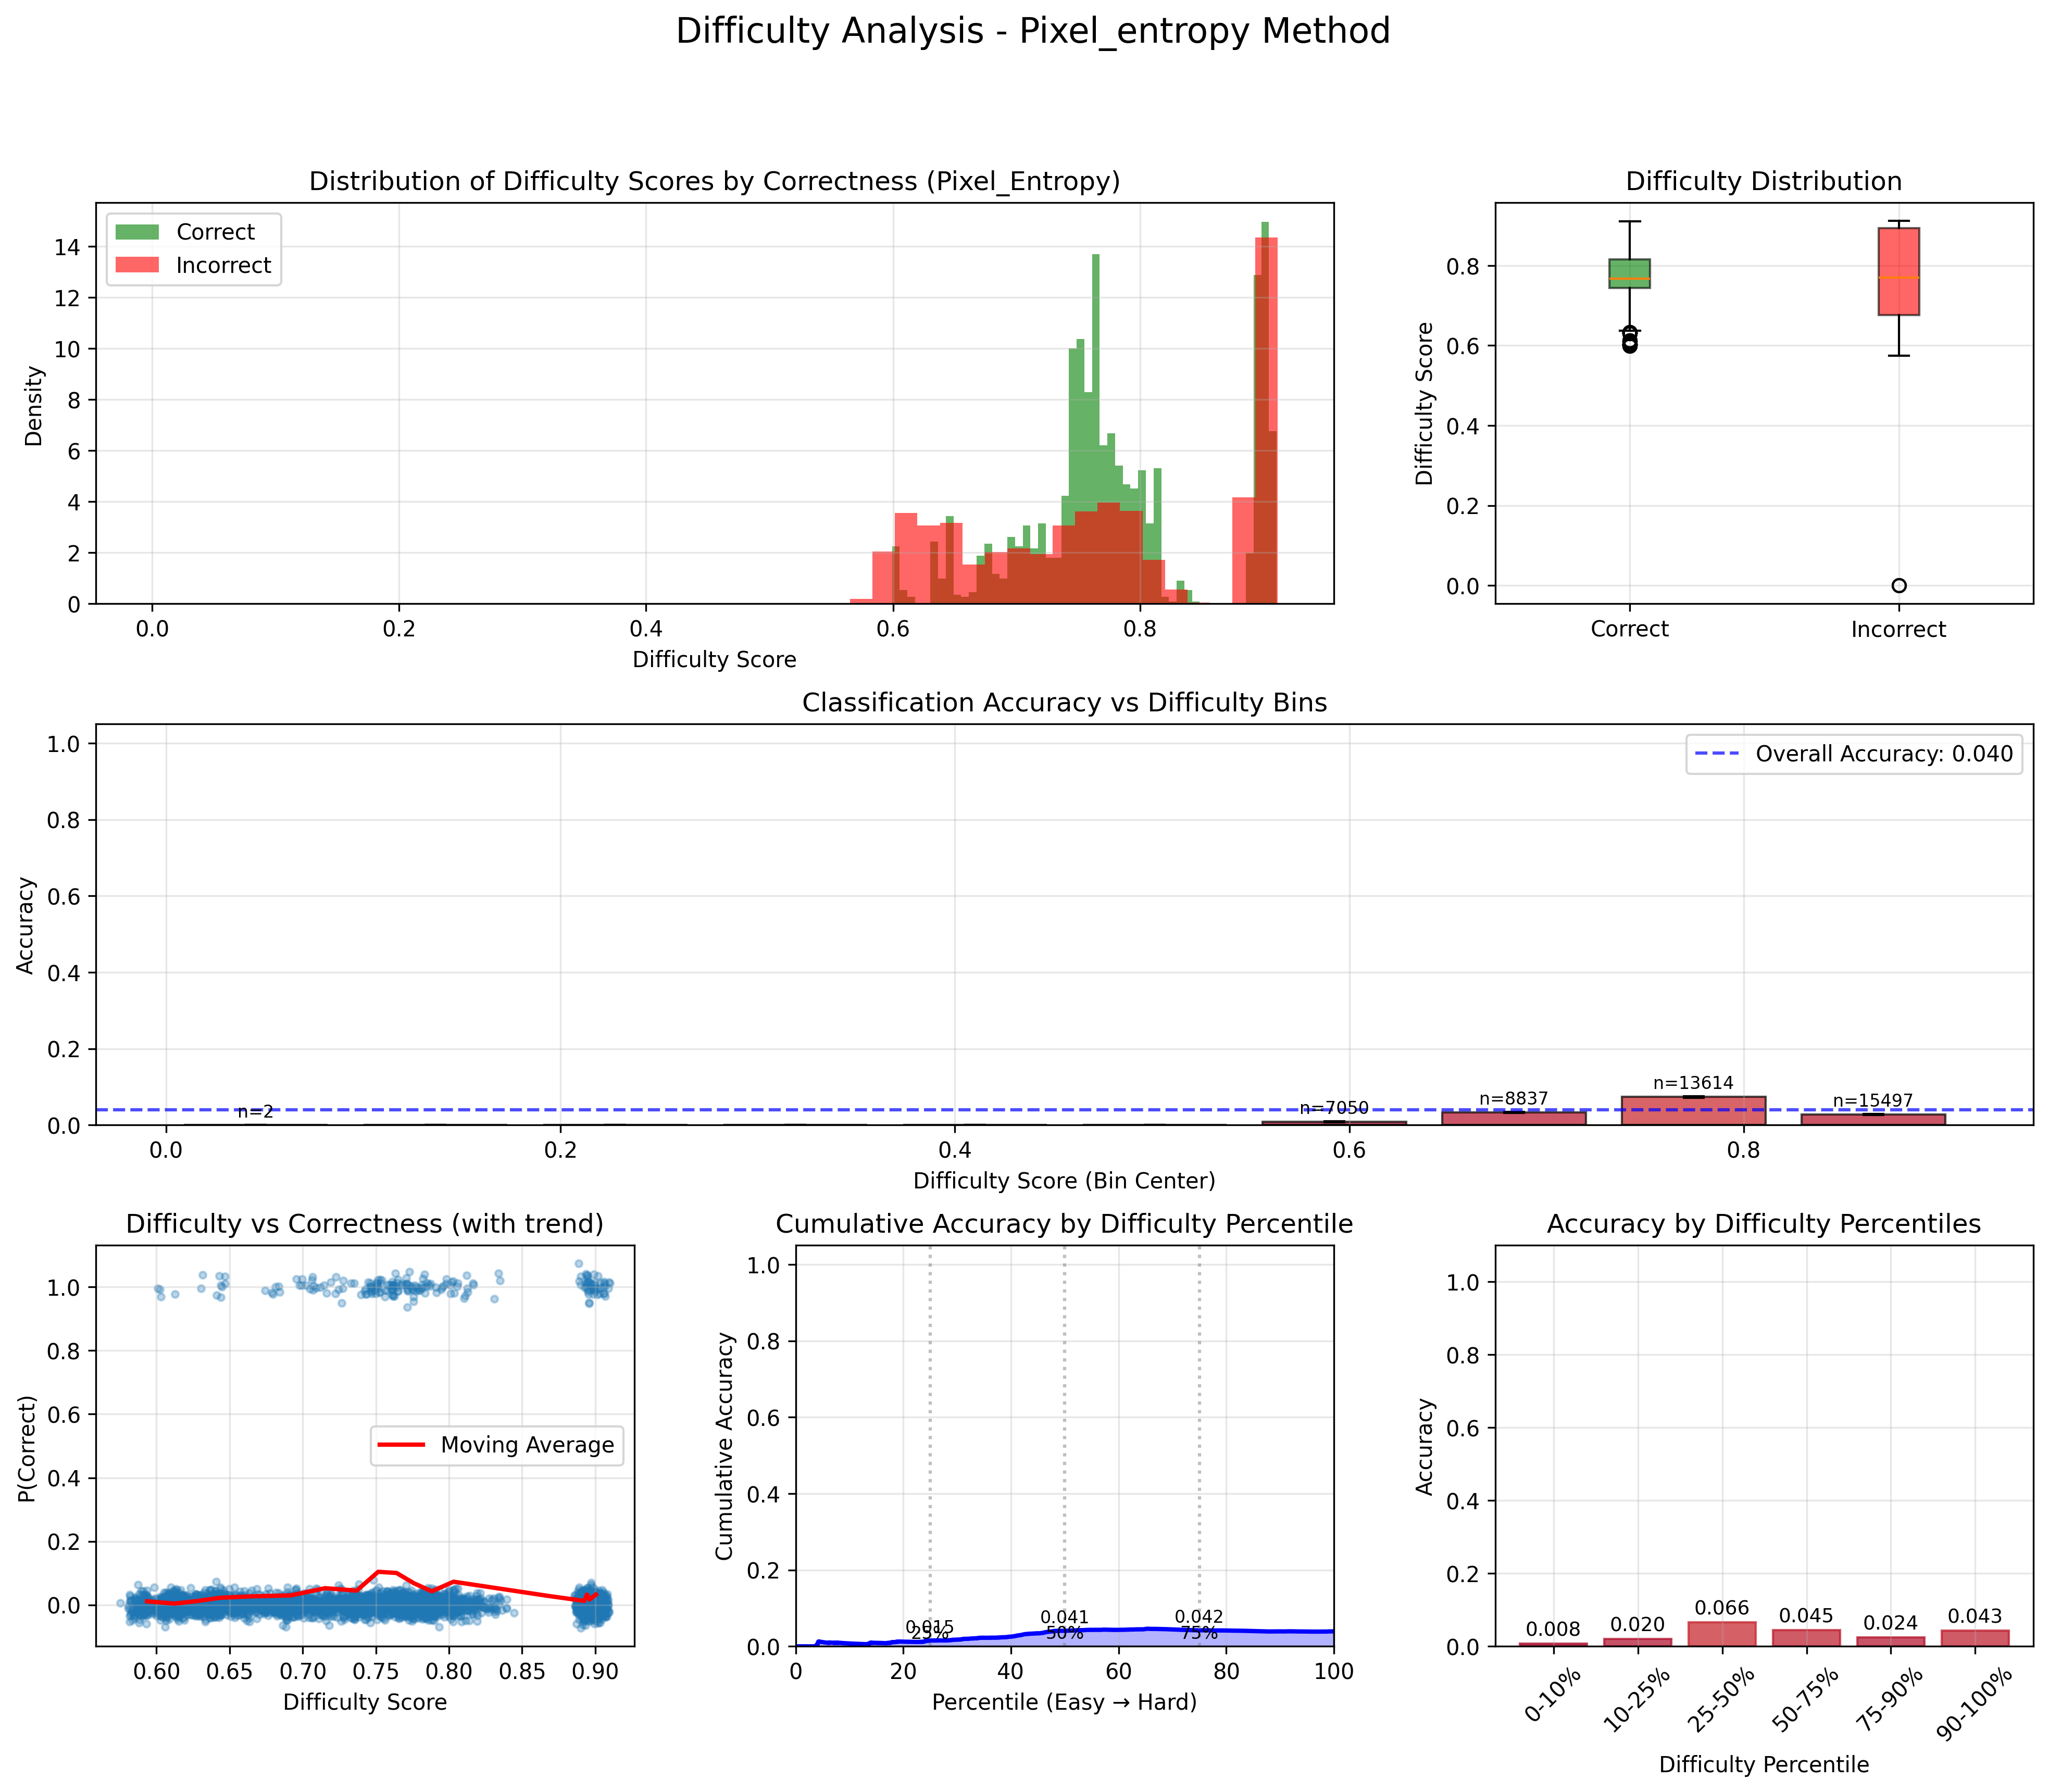 Difficulty Analysis - Pixel_entropy Method
Distribution of Difficulty Scores by Correctness (Pixel_Entropy)
Correct
Incorrect
Density
14
12
10
8
6
4
2
0
0.0 0.2 0.4 0.6 0.8
Difficulty Score
Difficulty Distribution
Difficulty Score
0.8
0.6
0.4
0.2
0.0
Correct Incorrect
Classification Accuracy vs Difficulty Bins
Overall Accuracy: 0.040
Accuracy
1.0
0.8
0.6
0.4
0.2
0.0
n=2 n=7050 n=8837 n=13614 n=15497
0.0 0.2 0.4 0.6 0.8
Difficulty Score (Bin Center)
Difficulty vs Correctness (with trend)
Moving Average
P(Correct)
1.0
0.8
0.6
0.4
0.2
0.0
0.60 0.65 0.70 0.75 0.80 0.85 0.90
Difficulty Score
Cumulative Accuracy by Difficulty Percentile
Cumulative Accuracy
1.0
0.8
0.6
0.4
0.2
0.0
0.015 0.041 0.042
25% 50% 75%
0 20 40 60 80 100
Percentile (Easy → Hard)
Accuracy by Difficulty Percentiles
Accuracy
1.0
0.8
0.6
0.4
0.2
0.0
0.008 0.020 0.066 0.045 0.024 0.043
0-10% 10-25% 25-50% 50-75% 75-90% 90-100%
Difficulty Percentile